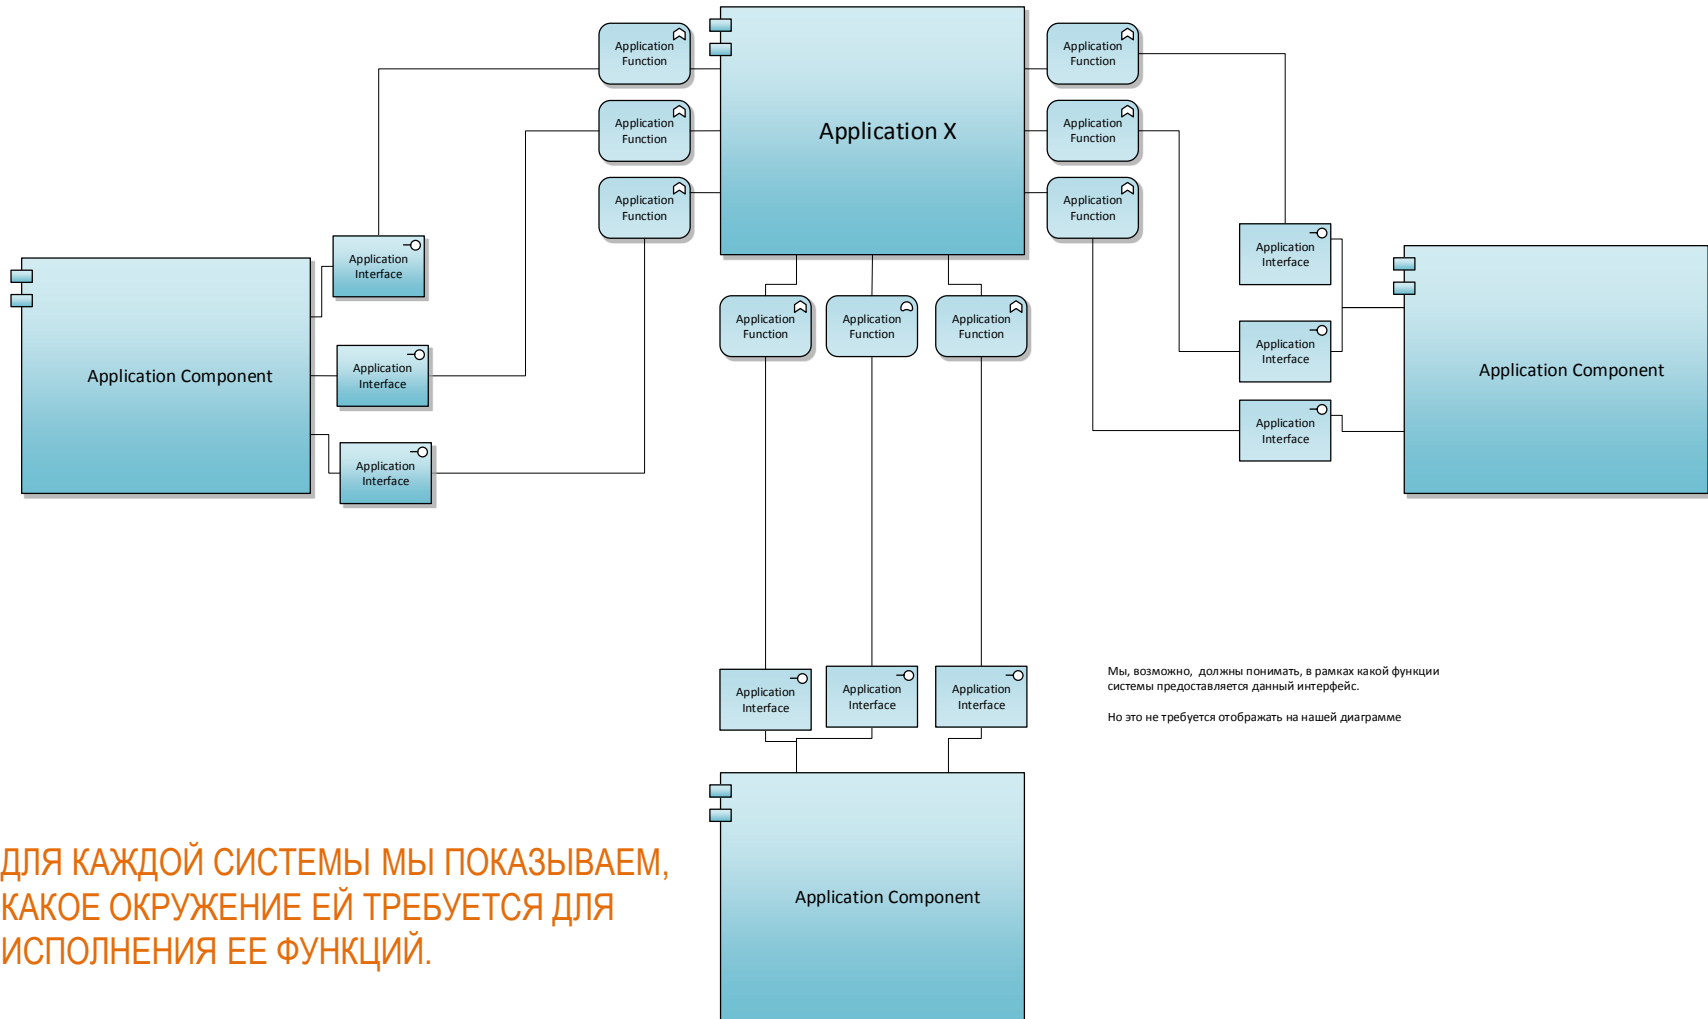 Application
Function
Application
Function
Application
Function
Application X
Application
Function
Application
Function
Application
Function
Application
Interface
Application
Interface
Application
Interface
Application Component
Application
Function
Application
Function
Application
Function
Application
Interface
Application
Interface
Application
Interface
Application Component
Application
Interface
Application
Interface
Application
Interface
Мы, возможно, должны понимать, в рамках какой функции
системы предоставляется данный интерфейс.
Но это не требуется отображать на нашей диаграмме
Application Component
ДЛЯ КАЖДОЙ СИСТЕМЫ МЫ ПОКАЗЫВАЕМ,
КАКОЕ ОКРУЖЕНИЕ ЕЙ ТРЕБУЕТСЯ ДЛЯ
ИСПОЛНЕНИЯ ЕЕ ФУНКЦИЙ.